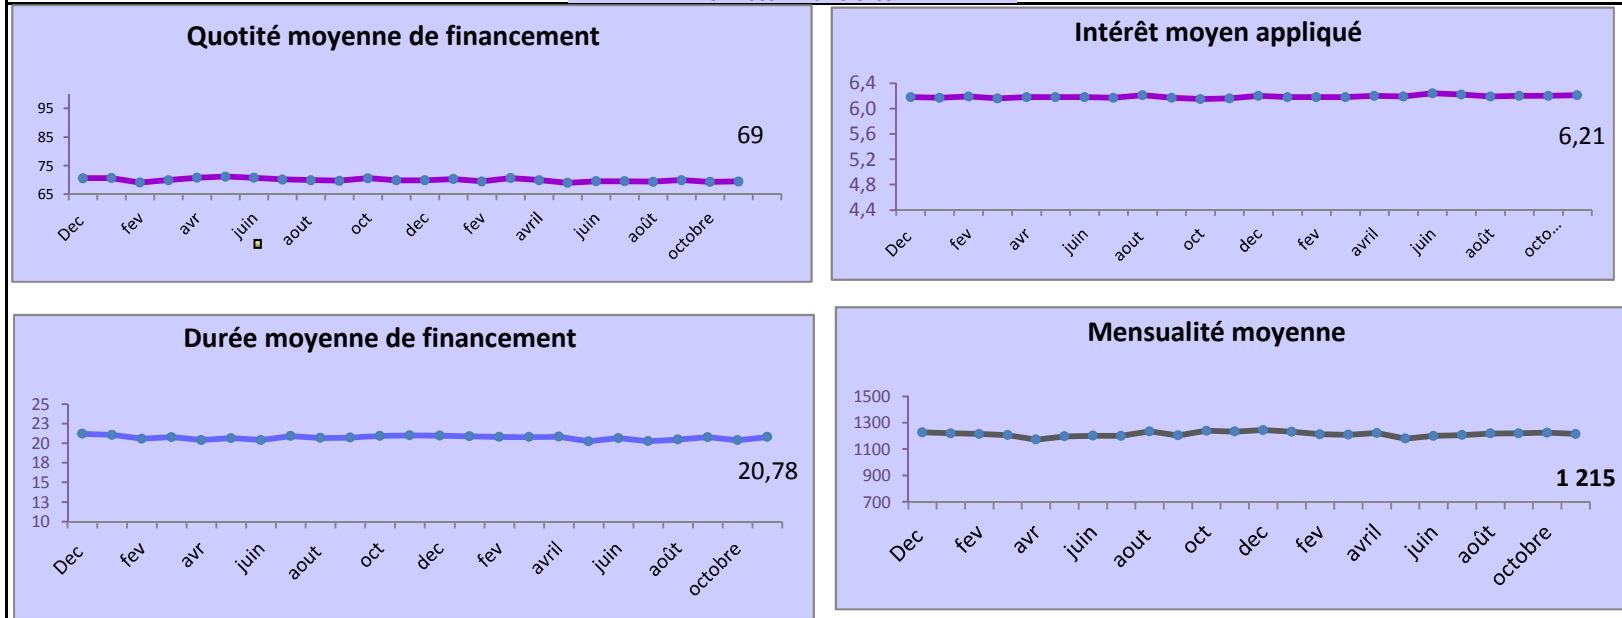 Quotité moyenne de financement
95
85
75
65
69
Dec
fev
avr
juin
aout
oct
dec
fev
avril
juin
août
octobre
Intérêt moyen appliqué
6,4
6,0
5,6
5,2
4,8
4,4
6,21
Dec
fev
avr
juin
aout
oct
dec
fev
avril
juin
août
octo...
Durée moyenne de financement
25
23
20
18
15
13
10
20,78
Dec
fev
avr
juin
aout
oct
dec
fev
avril
juin
août
octobre
Mensualité moyenne
1500
1300
1100
900
700
1 215
Dec
fev
avr
juin
aout
oct
dec
fev
avril
juin
août
octobre